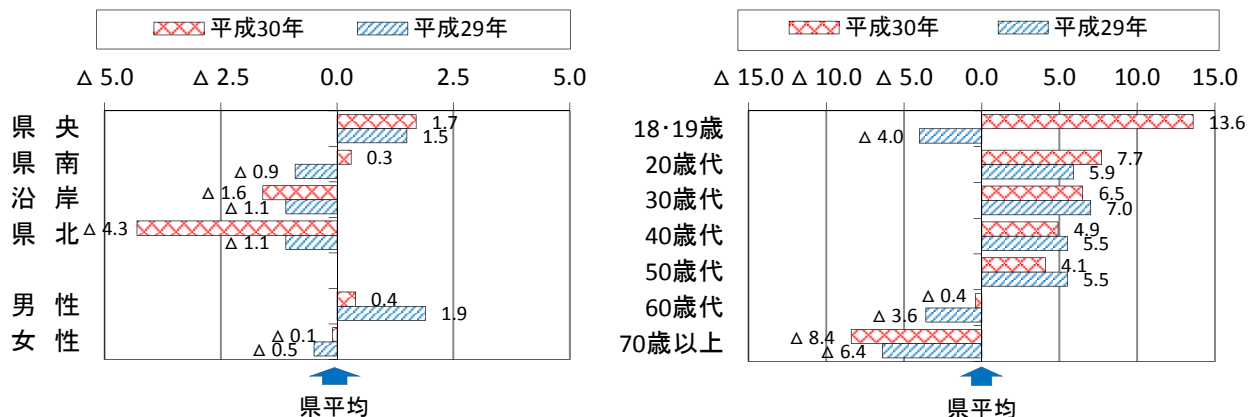 平成30年 平成29年
△ 5.0 △ 2.5 0.0 2.5 5.0
県 央 1.7
1.5
県 南 0.3
△ 0.9
沿 岸 △ 1.6
△ 1.1
県 北 △ 4.3
△ 1.1
男 性 0.4
1.9
女 性 △ 0.1
△ 0.5
県平均
平成30年 平成29年
△ 15.0 △ 10.0 △ 5.0 0.0 5.0 10.0 15.0
18･19歳 13.6
△ 4.0
20歳代 7.7
5.9
30歳代 6.5
7.0
40歳代 4.9
5.5
50歳代 4.1
5.5
60歳代 △ 0.4
△ 3.6
70歳以上 △ 8.4
△ 6.4
県平均